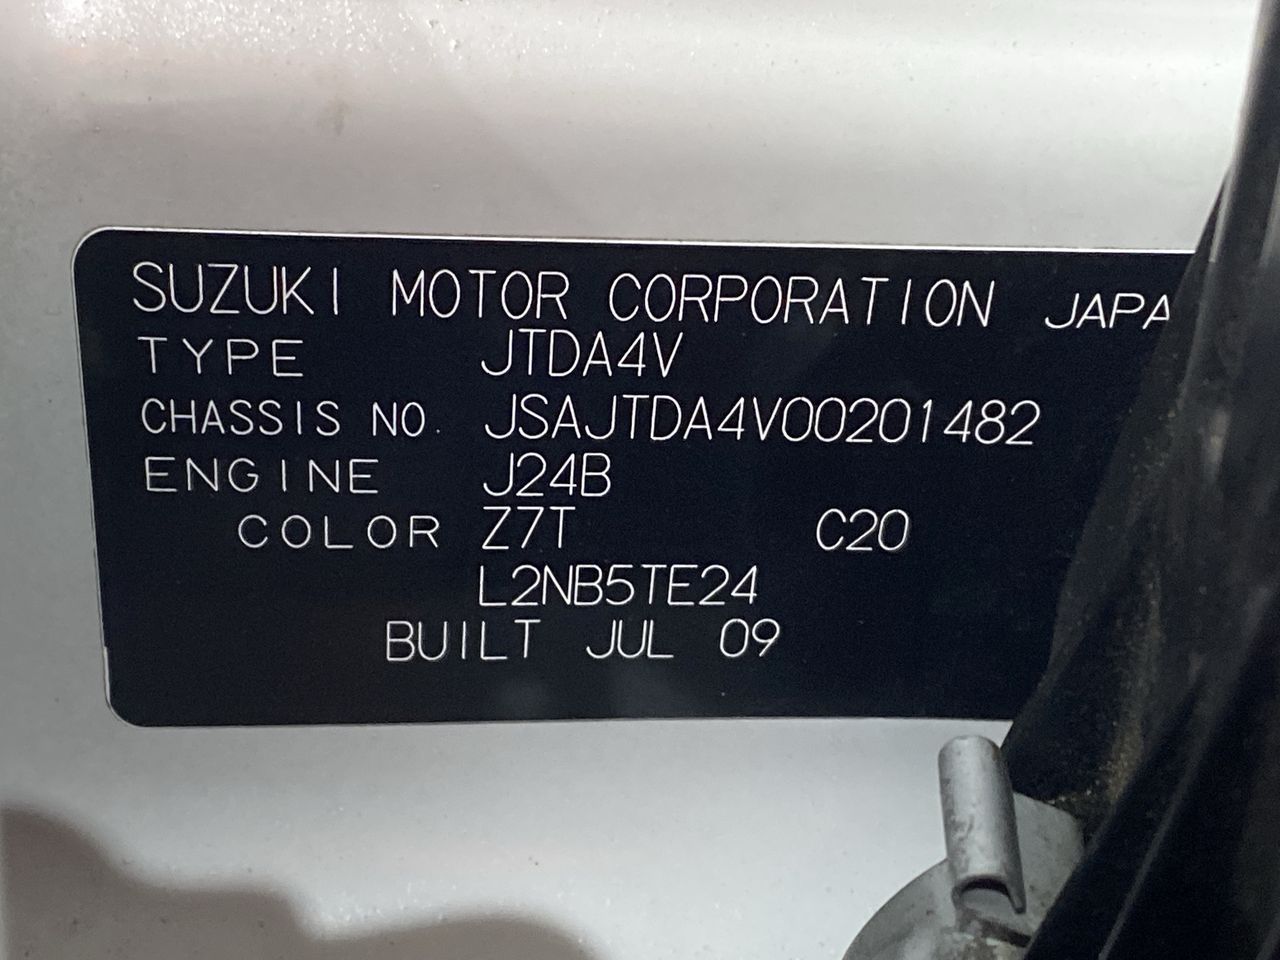 SUZUKI MOTOR CORPORATION JAPA
TYPE JTDA4V
CHASSIS NO. JSAJTDA4V00201482
ENGINE J24B
COLOR Z7T C20
L2NB5TE24
BUILT JUL 09